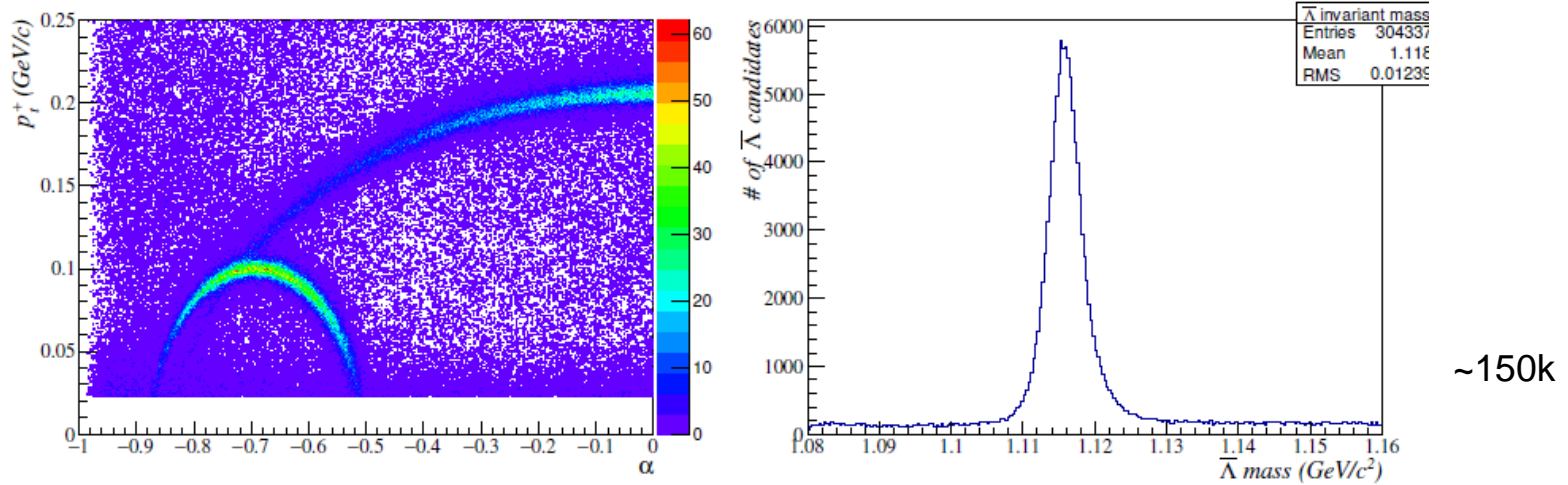 p_t^+ (GeV/c)
0.25
0.2
0.15
0.1
0.05
0
−1 −0.9 −0.8 −0.7 −0.6 −0.5 −0.4 −0.3 −0.2 −0.1 0
α
60
50
40
30
20
10
0
# of Λ̅ candidates
6000
5000
4000
3000
2000
1000
0
1.08 1.09 1.1 1.11 1.12 1.13 1.14 1.15 1.16
Λ̅ mass (GeV/c²)
Λ̅ invariant mass
Entries 304337
Mean 1.118
RMS 0.01239
~150k